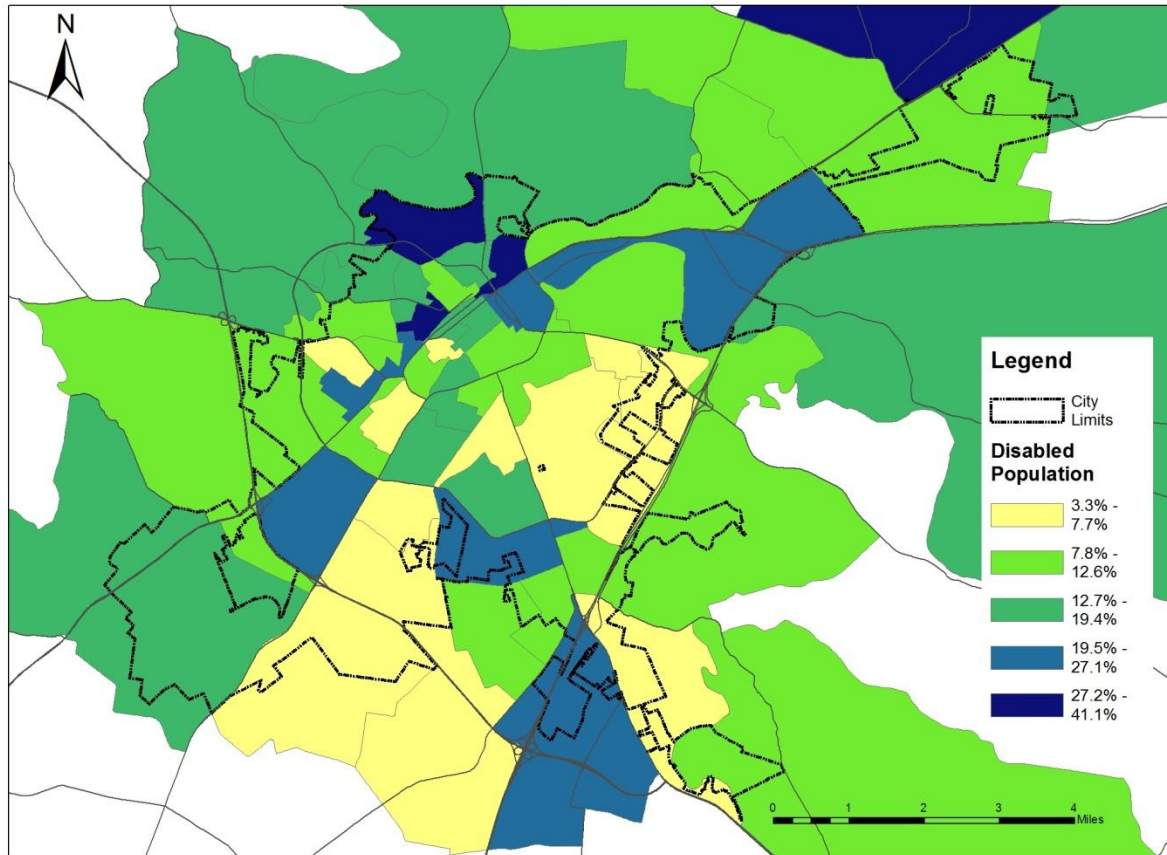 N
Legend
City
Limits
Disabled
Population
3.3% -
7.7%
7.8% -
12.6%
12.7% -
19.4%
19.5% -
27.1%
27.2% -
41.1%
0 1 2 3 4
Miles